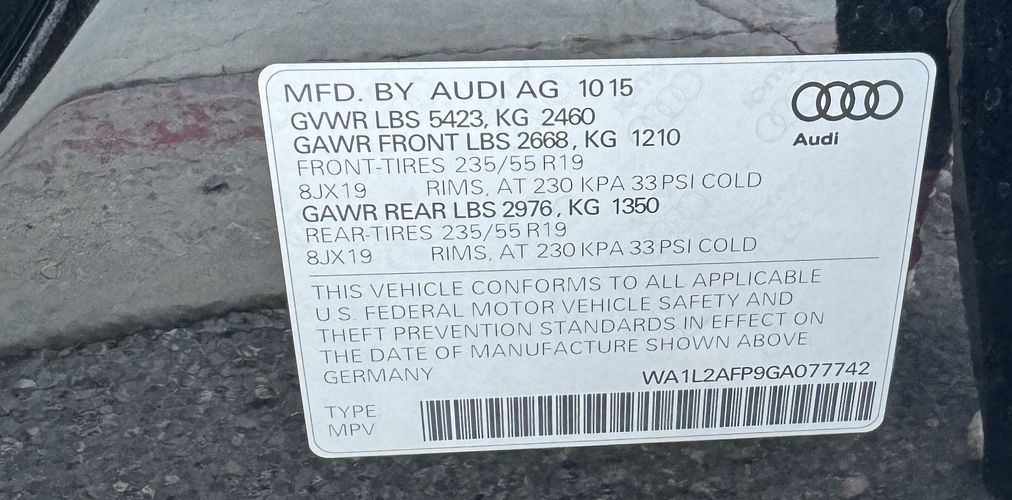 MFD. BY AUDI AG 10 15
GVWR LBS 5423, KG 2460
GAWR FRONT LBS 2668, KG 1210
FRONT-TIRES 235/55 R19
8JX19 RIMS, AT 230 KPA 33 PSI COLD
GAWR REAR LBS 2976, KG 1350
REAR-TIRES 235/55 R19
8JX19 RIMS, AT 230 KPA 33 PSI COLD
Audi
THIS VEHICLE CONFORMS TO ALL APPLICABLE
U.S. FEDERAL MOTOR VEHICLE SAFETY AND
THEFT PREVENTION STANDARDS IN EFFECT ON
THE DATE OF MANUFACTURE SHOWN ABOVE.
GERMANY WA1L2AFP9GA077742
TYPE
MPV